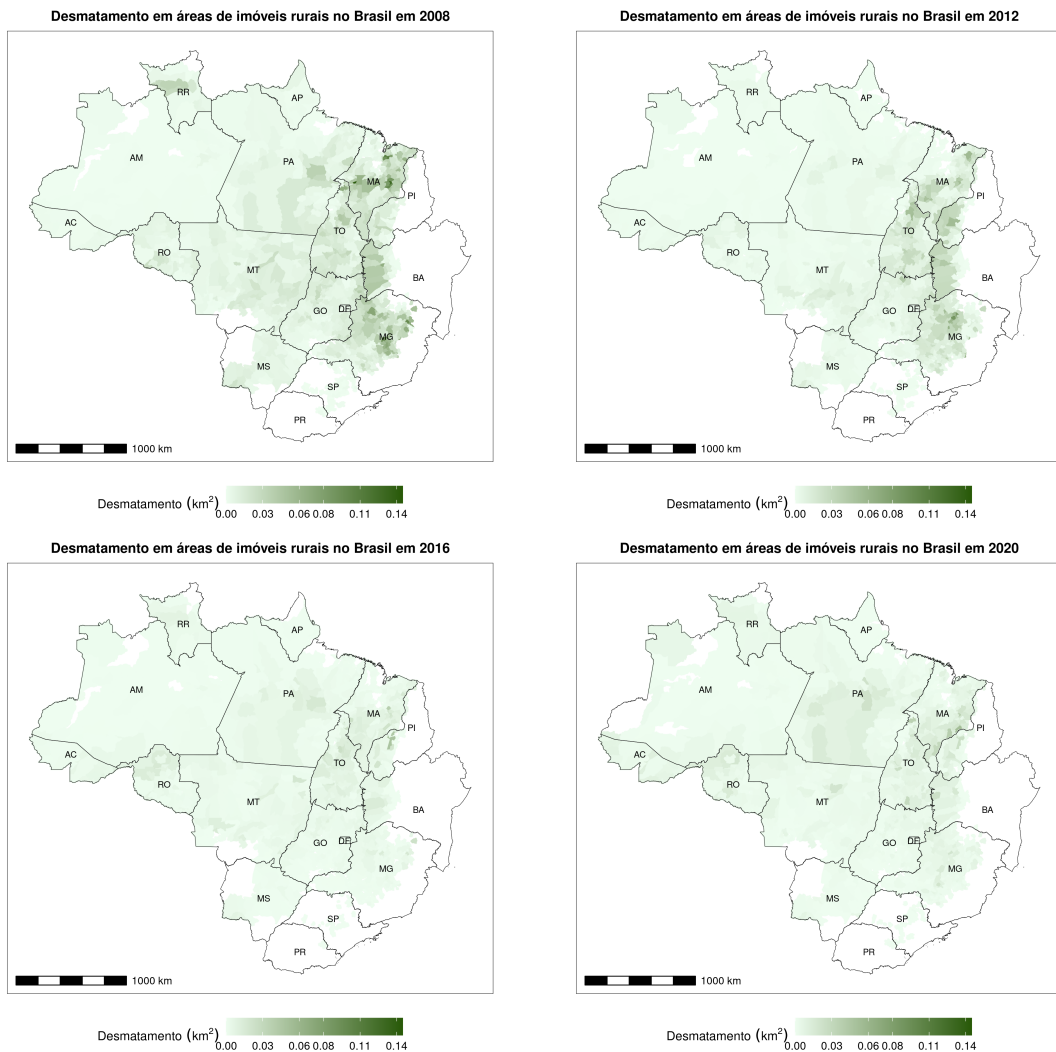 Desmatamento em áreas de imóveis rurais no Brasil em 2008
RR
AP
AM
PA
MA
PI
AC
TO
RO
MT
BA
GO
DF
MG
MS
SP
PR
1000 km
Desmatamento (km²)
0.00 0.03 0.06 0.08 0.11 0.14
Desmatamento em áreas de imóveis rurais no Brasil em 2012
RR
AP
AM
PA
MA
PI
AC
TO
RO
MT
BA
GO
DF
MG
MS
SP
PR
1000 km
Desmatamento (km²)
0.00 0.03 0.06 0.08 0.11 0.14
Desmatamento em áreas de imóveis rurais no Brasil em 2016
RR
AP
AM
PA
MA
PI
AC
TO
RO
MT
BA
GO
DF
MG
MS
SP
PR
1000 km
Desmatamento (km²)
0.00 0.03 0.06 0.08 0.11 0.14
Desmatamento em áreas de imóveis rurais no Brasil em 2020
RR
AP
AM
PA
MA
PI
AC
TO
RO
MT
BA
GO
DF
MG
MS
SP
PR
1000 km
Desmatamento (km²)
0.00 0.03 0.06 0.08 0.11 0.14